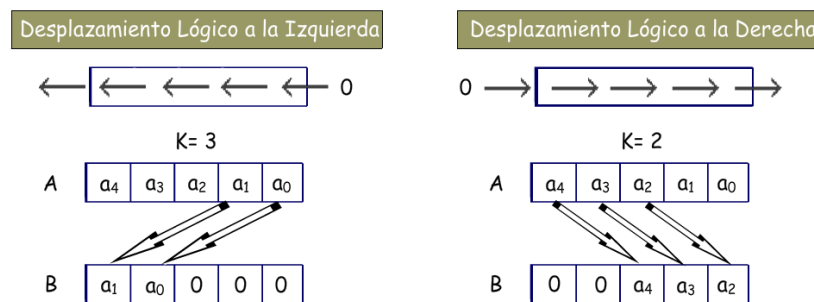 Desplazamiento Lógico a la Izquierda
0
K= 3
A a₄ a₃ a₂ a₁ a₀
B a₁ a₀ 0 0 0
Desplazamiento Lógico a la Derecha
0
K= 2
A a₄ a₃ a₂ a₁ a₀
B 0 0 a₄ a₃ a₂